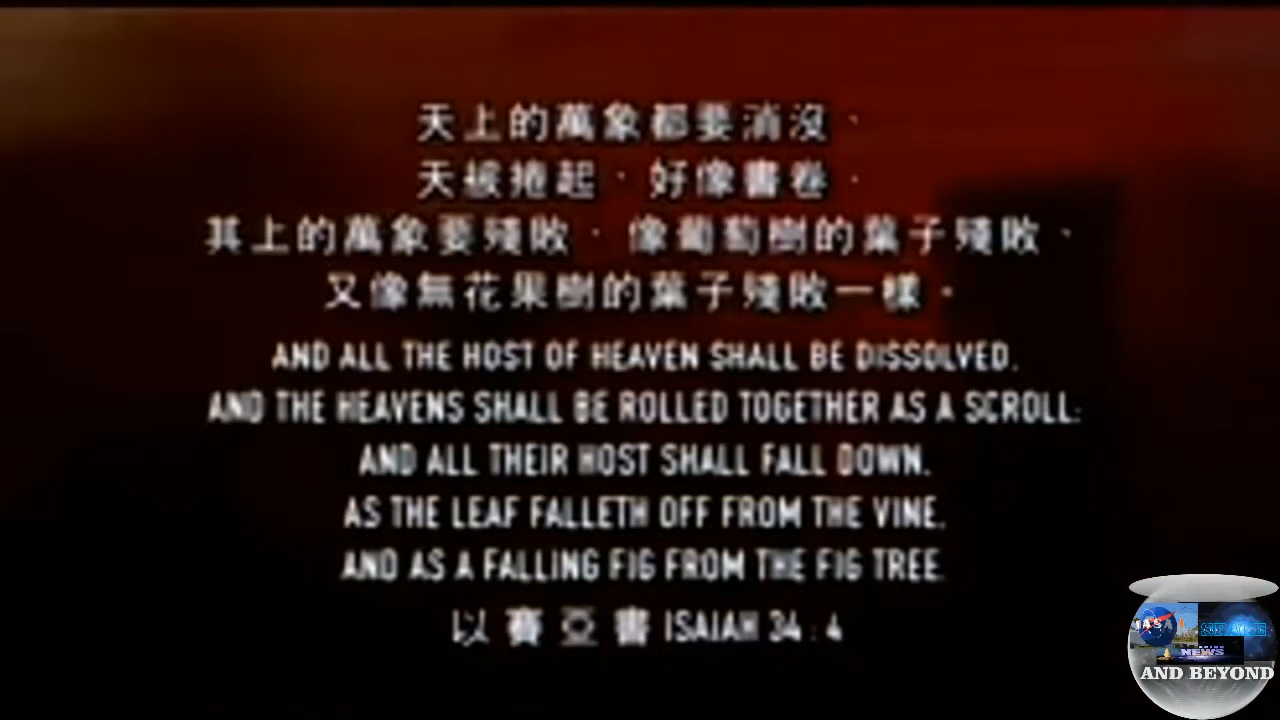 天上的萬象都要消沒、
天被捲起、好像書卷.
其上的萬象要殘敗、像葡萄樹的葉子殘敗、
又像無花果樹的葉子殘敗一樣。
AND ALL THE HOST OF HEAVEN SHALL BE DISSOLVED.
AND THE HEAVENS SHALL BE ROLLED TOGETHER AS A SCROLL:
AND ALL THEIR HOST SHALL FALL DOWN.
AS THE LEAF FALLETH OFF FROM THE VINE.
AND AS A FALLING FIG FROM THE FIG TREE.
以賽亞書 ISAIAH 34 : 4
NASA
SPACE
NEWS
AND BEYOND